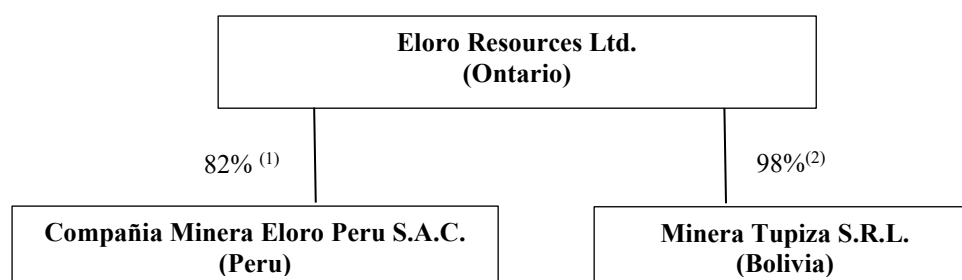 Eloro Resources Ltd.
(Ontario)
82% (1)
98%(2)
Compañia Minera Eloro Peru S.A.C.
(Peru)
Minera Tupiza S.R.L.
(Bolivia)